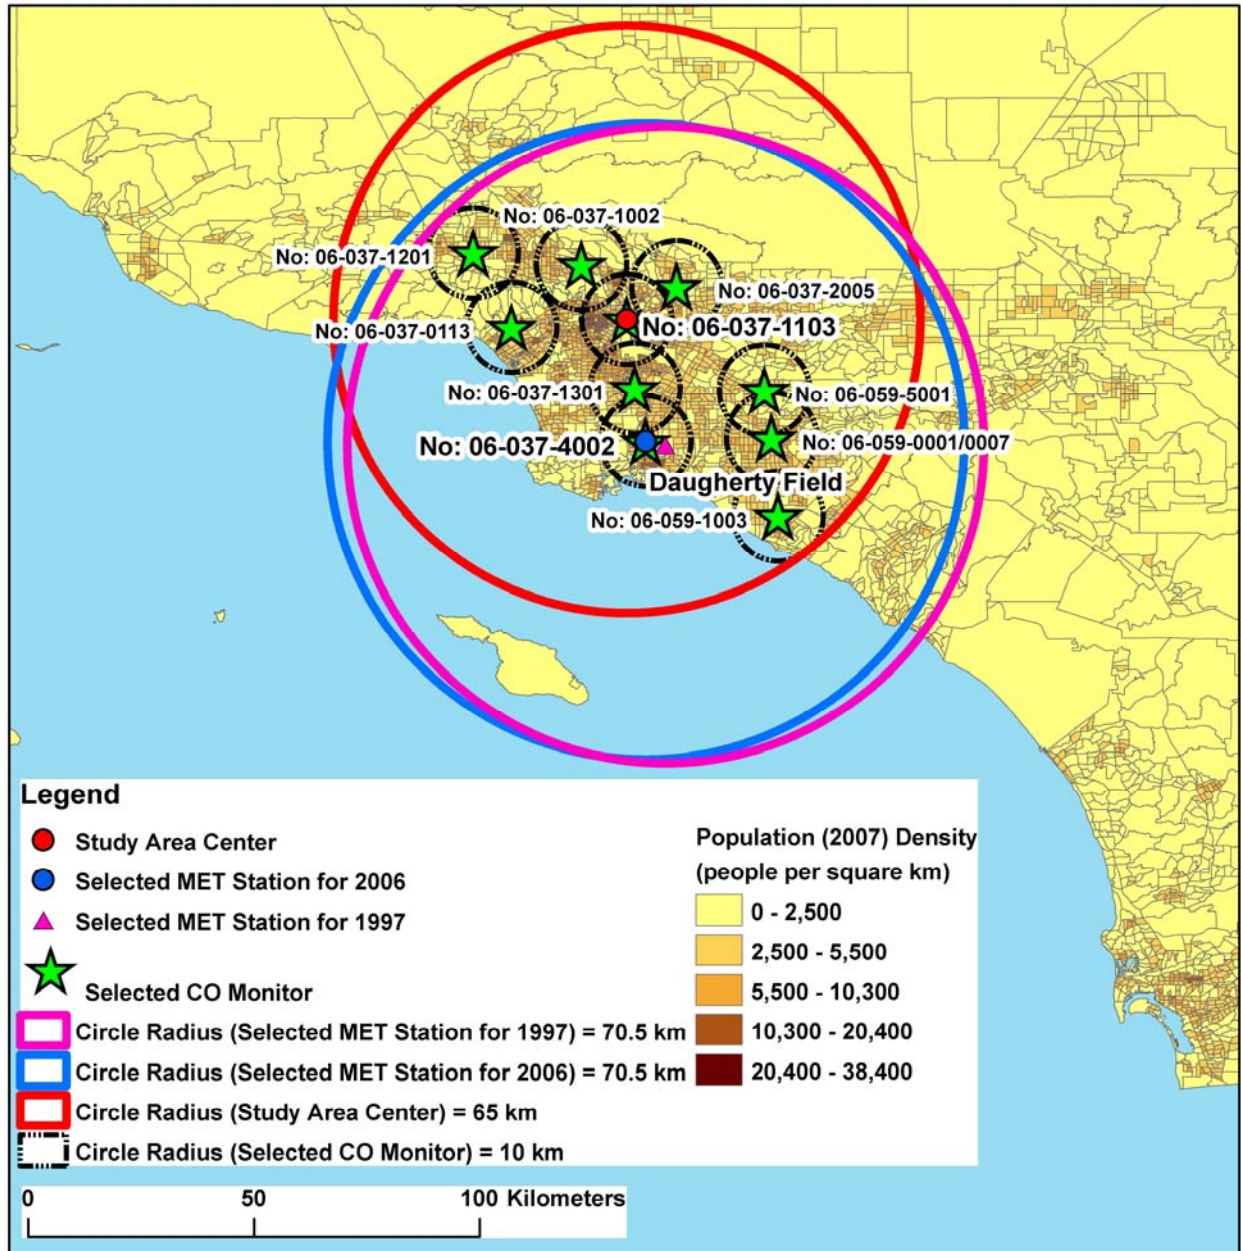 No: 06-037-1002
No: 06-037-1201
No: 06-037-2005
No: 06-037-1103
No: 06-037-0113
No: 06-037-1301
No: 06-059-5001
No: 06-037-4002
No: 06-059-0001/0007
Daugherty Field
No: 06-059-1003
Legend
Study Area Center
Selected MET Station for 2006
Selected MET Station for 1997
Selected CO Monitor
Circle Radius (Selected MET Station for 1997) = 70.5 km
Circle Radius (Selected MET Station for 2006) = 70.5 km
Circle Radius (Study Area Center) = 65 km
Circle Radius (Selected CO Monitor) = 10 km
Population (2007) Density
(people per square km)
0 - 2,500
2,500 - 5,500
5,500 - 10,300
10,300 - 20,400
20,400 - 38,400
0 50 100 Kilometers